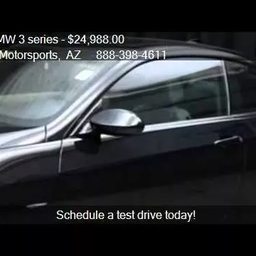 MW 3 series - $24,988.00
Motorsports, AZ 888-398-4611
Schedule a test drive today!